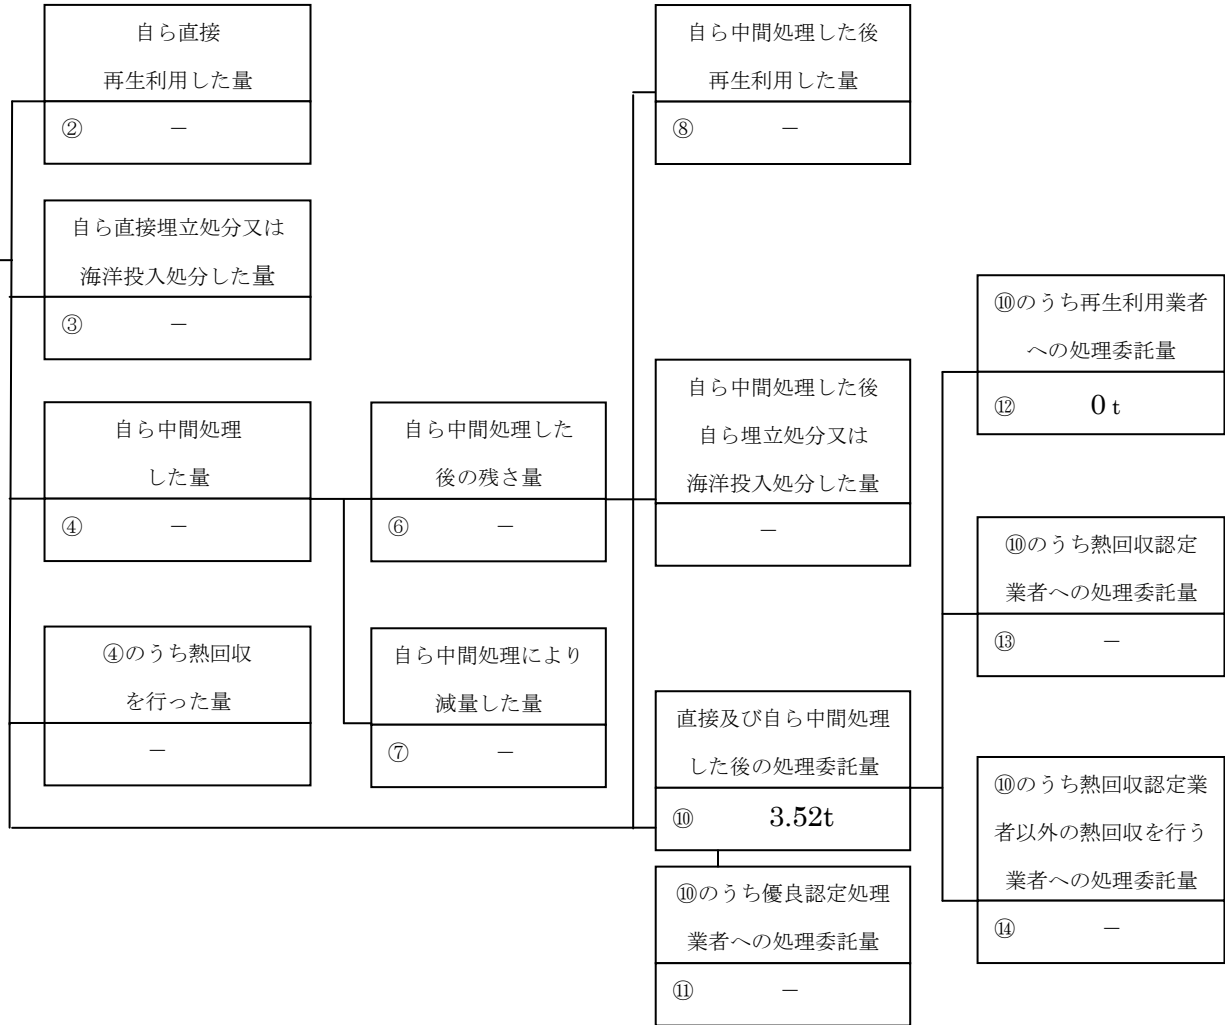 自ら直接
再生利用した量
② －
自ら直接埋立処分又は
海洋投入処分した量
③ －
自ら中間処理
した量
④ －
④のうち熱回収
を行った量
－
自ら中間処理した
後の残さ量
⑥ －
自ら中間処理により
減量した量
⑦ －
自ら中間処理した後
再生利用した量
⑧ －
自ら中間処理した後
自ら埋立処分又は
海洋投入処分した量
－
直接及び自ら中間処理
した後の処理委託量
⑩ 3.52t
⑩のうち優良認定処理
業者への処理委託量
⑪ －
⑩のうち再生利用業者
への処理委託量
⑫ 0 t
⑩のうち熱回収認定
業者への処理委託量
⑬ －
⑩のうち熱回収認定業
者以外の熱回収を行う
業者への処理委託量
⑭ －